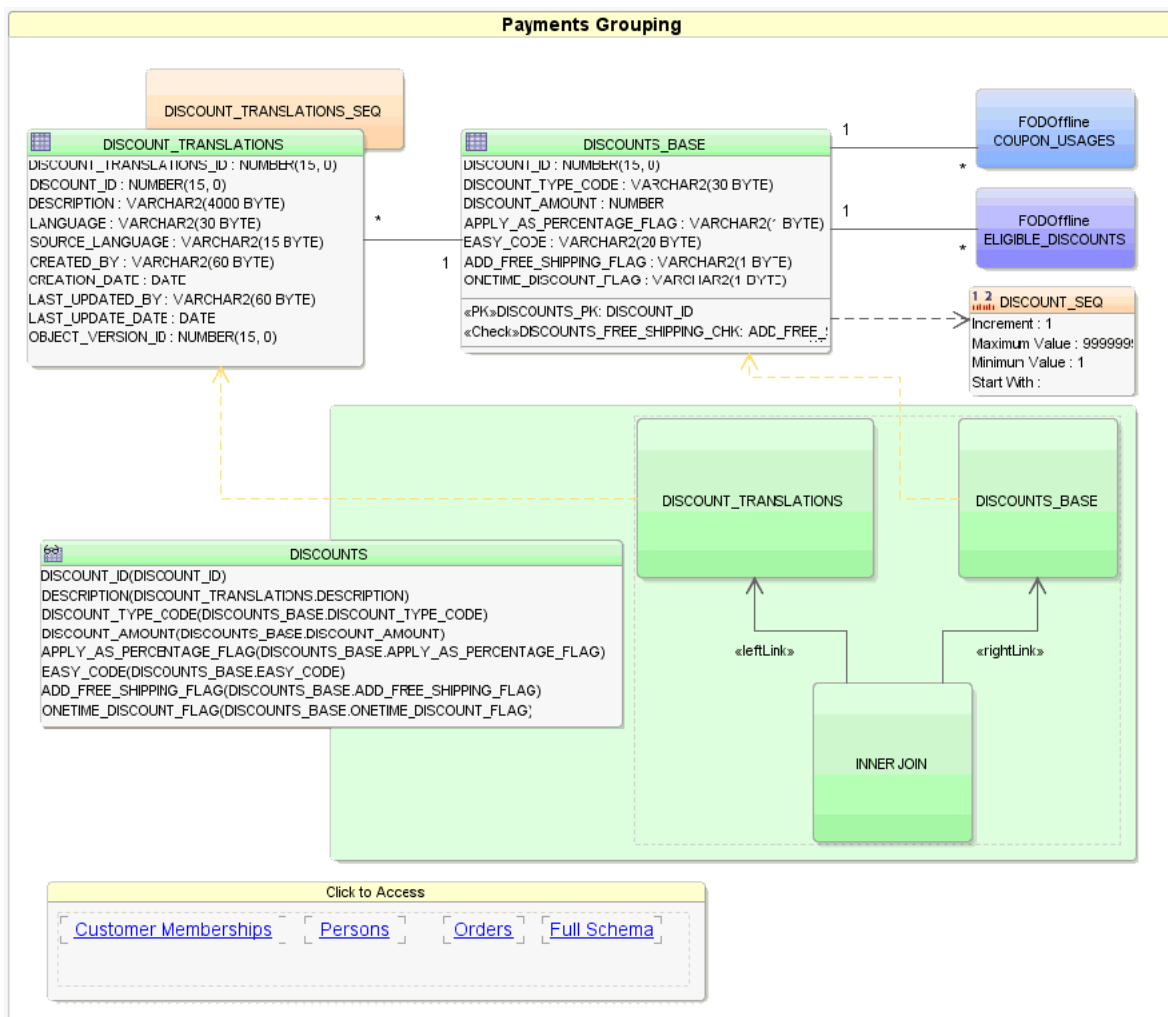 Payments Grouping
DISCOUNT_TRANSLATIONS_SEQ
DISCOUNT_TRANSLATIONS
DISCOUNT_TRANSLATIONS_ID : NUMBER(15, 0)
DISCOUNT_ID : NUMBER(15, 0)
DESCRIPTION : VARCHAR2(4000 BYTE)
LANGUAGE : VARCHAR2(30 BYTE)
SOURCE_LANGUAGE : VARCHAR2(15 BYTE)
CREATED_BY : VARCHAR2(60 BYTE)
CREATION_DATE : DATE
LAST_UPDATED_BY : VARCHAR2(60 BYTE)
LAST_UPDATE_DATE : DATE
OBJECT_VERSION_ID : NUMBER(15, 0)
*
1
DISCOUNTS_BASE
DISCOUNT_ID : NUMBER(15, 0)
DISCOUNT_TYPE_CODE : VARCHAR2(30 BYTE)
DISCOUNT_AMOUNT : NUMBER
APPLY_AS_PERCENTAGE_FLAG : VARCHAR2(1 BYTE)
EASY_CODE : VARCHAR2(20 BYTE)
ADD_FREE_SHIPPING_FLAG : VARCHAR2(1 BYTE)
ONETIME_DISCOUNT_FLAG : VARCHAR2(1 BYTE)
«PK»DISCOUNTS_PK: DISCOUNT_ID
«Check»DISCOUNTS_FREE_SHIPPING_CHK: ADD_FREE_
...
1
*
FODOffline
COUPON_USAGES
1
*
FODOffline
ELIGIBLE_DISCOUNTS
1 2
DISCOUNT_SEQ
Increment : 1
Maximum Value : 9999999
Minimum Value : 1
Start With :
DISCOUNT_TRANSLATIONS
DISCOUNTS_BASE
«leftLink»
«rightLink»
INNER JOIN
DISCOUNTS
DISCOUNT_ID(DISCOUNT_ID)
DESCRIPTION(DISCOUNT_TRANSLATIONS.DESCRIPTION)
DISCOUNT_TYPE_CODE(DISCOUNTS_BASE.DISCOUNT_TYPE_CODE)
DISCOUNT_AMOUNT(DISCOUNTS_BASE.DISCOUNT_AMOUNT)
APPLY_AS_PERCENTAGE_FLAG(DISCOUNTS_BASE.APPLY_AS_PERCENTAGE_FLAG)
EASY_CODE(DISCOUNTS_BASE.EASY_CODE)
ADD_FREE_SHIPPING_FLAG(DISCOUNTS_BASE.ADD_FREE_SHIPPING_FLAG)
ONETIME_DISCOUNT_FLAG(DISCOUNTS_BASE.ONETIME_DISCOUNT_FLAG)
Click to Access
Customer Memberships Persons Orders Full Schema